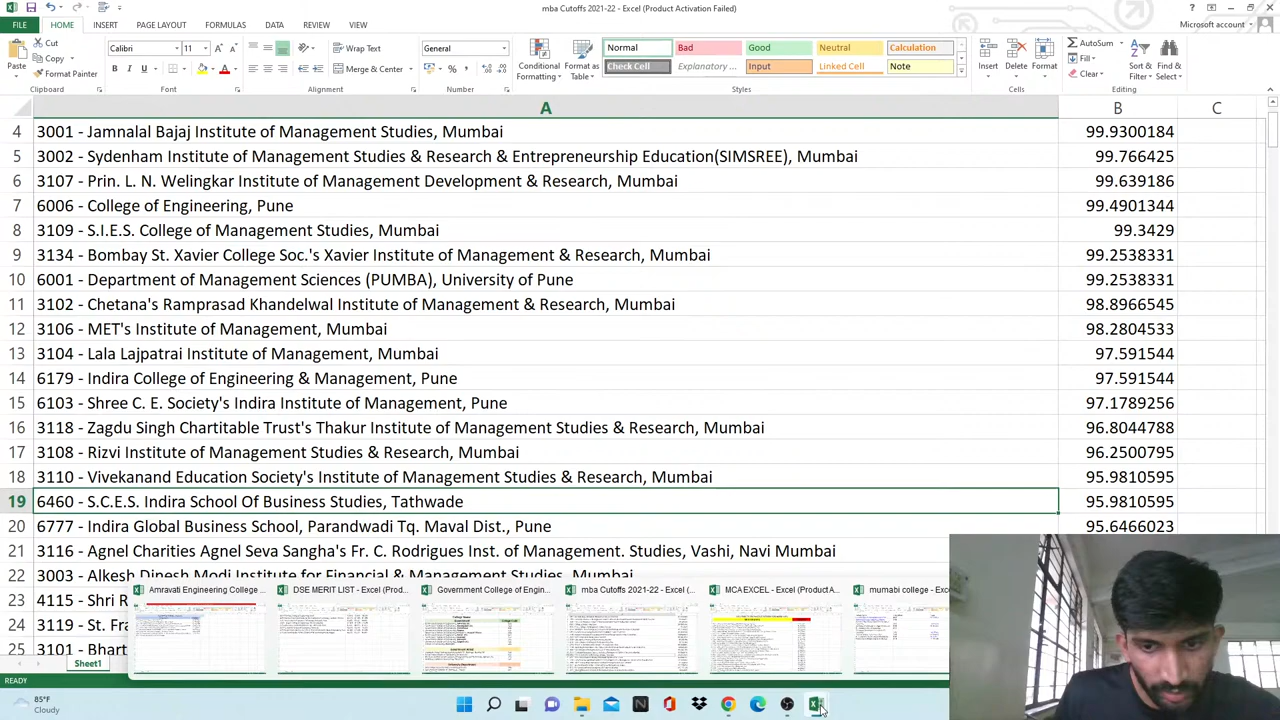 mba Cutoffs 2021-22 - Excel (Product Activation Failed)
FILE HOME INSERT PAGE LAYOUT FORMULAS DATA REVIEW VIEW Microsoft account
Cut
Copy
Format Painter
Paste
Clipboard
Calibri 11
B I U
Font
Wrap Text
Merge & Center
Alignment
General
Number
Conditional Formatting
Format as Table
Normal Bad Good Neutral Calculation
Check Cell Explanatory ... Input Linked Cell Note
Styles
Insert Delete Format
Cells
AutoSum
Fill
Clear
Sort & Filter
Find & Select
Editing
A B C
4 3001 - Jamnalal Bajaj Institute of Management Studies, Mumbai 99.9300184
5 3002 - Sydenham Institute of Management Studies & Research & Entrepreneurship Education(SIMSREE), Mumbai 99.766425
6 3107 - Prin. L. N. Welingkar Institute of Management Development & Research, Mumbai 99.639186
7 6006 - College of Engineering, Pune 99.4901344
8 3109 - S.I.E.S. College of Management Studies, Mumbai 99.3429
9 3134 - Bombay St. Xavier College Soc.'s Xavier Institute of Management & Research, Mumbai 99.2538331
10 6001 - Department of Management Sciences (PUMBA), University of Pune 99.2538331
11 3102 - Chetana's Ramprasad Khandelwal Institute of Management & Research, Mumbai 98.8966545
12 3106 - MET's Institute of Management, Mumbai 98.2804533
13 3104 - Lala Lajpatrai Institute of Management, Mumbai 97.591544
14 6179 - Indira College of Engineering & Management, Pune 97.591544
15 6103 - Shree C. E. Society's Indira Institute of Management, Pune 97.1789256
16 3118 - Zagdu Singh Chartitable Trust's Thakur Institute of Management Studies & Research, Mumbai 96.8044788
17 3108 - Rizvi Institute of Management Studies & Research, Mumbai 96.2500795
18 3110 - Vivekanand Education Society's Institute of Management Studies & Research, Mumbai 95.9810595
19 6460 - S.C.E.S. Indira School Of Business Studies, Tathwade 95.9810595
20 6777 - Indira Global Business School, Parandwadi Tq. Maval Dist., Pune 95.6466023
21 3116 - Agnel Charities Agnel Seva Sangha's Fr. C. Rodrigues Inst. of Management. Studies, Vashi, Navi Mumbai
22 3003 - Alkesh Dinesh Modi Institute for Financial & Management Studies, Mumbai
23 4115 - Shri R
24 3119 - St. Fra
25 3101 - Bhart
Amravati Engineering College ... DSE MERIT LIST - Excel (Prod... Government College of Engin... mba Cutoffs 2021-22 - Excel (... MCA EXCEL - Excel (Product A... mumabi college - Exce
Sheet1
READY
85°F
Cloudy